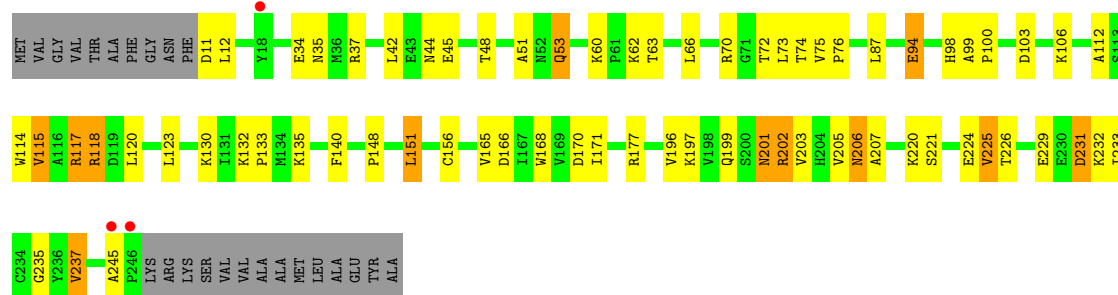 MET VAL GLY VAL THR ALA PHE GLY ASN PHE D11 L12 Y18 E34 N35 M36 R37 L42 E43 N44 E45 T48 A51 N52 Q53 K60 P61 K62 T63 L66 R70 G71 T72 L73 T74 V75 P76 L87 E94 H98 A99 P100 D103 K106 A112 S113
W114 V115 A116 R117 R118 D119 L120 L123 K130 I131 K132 P133 M134 K135 F140 P148 L151 C156 V165 D166 I167 W168 V169 D170 I171 R177 V196 K197 V198 Q199 S200 N201 R202 V203 H204 V205 N206 A207 K220 S221 E224 V225 T226 E229 E230 D231 K232
C234 G235 Y236 V237 A245 P246 LYS ARG LYS SER VAL VAL ALA ALA MET LEU ALA GLU TYR ALA